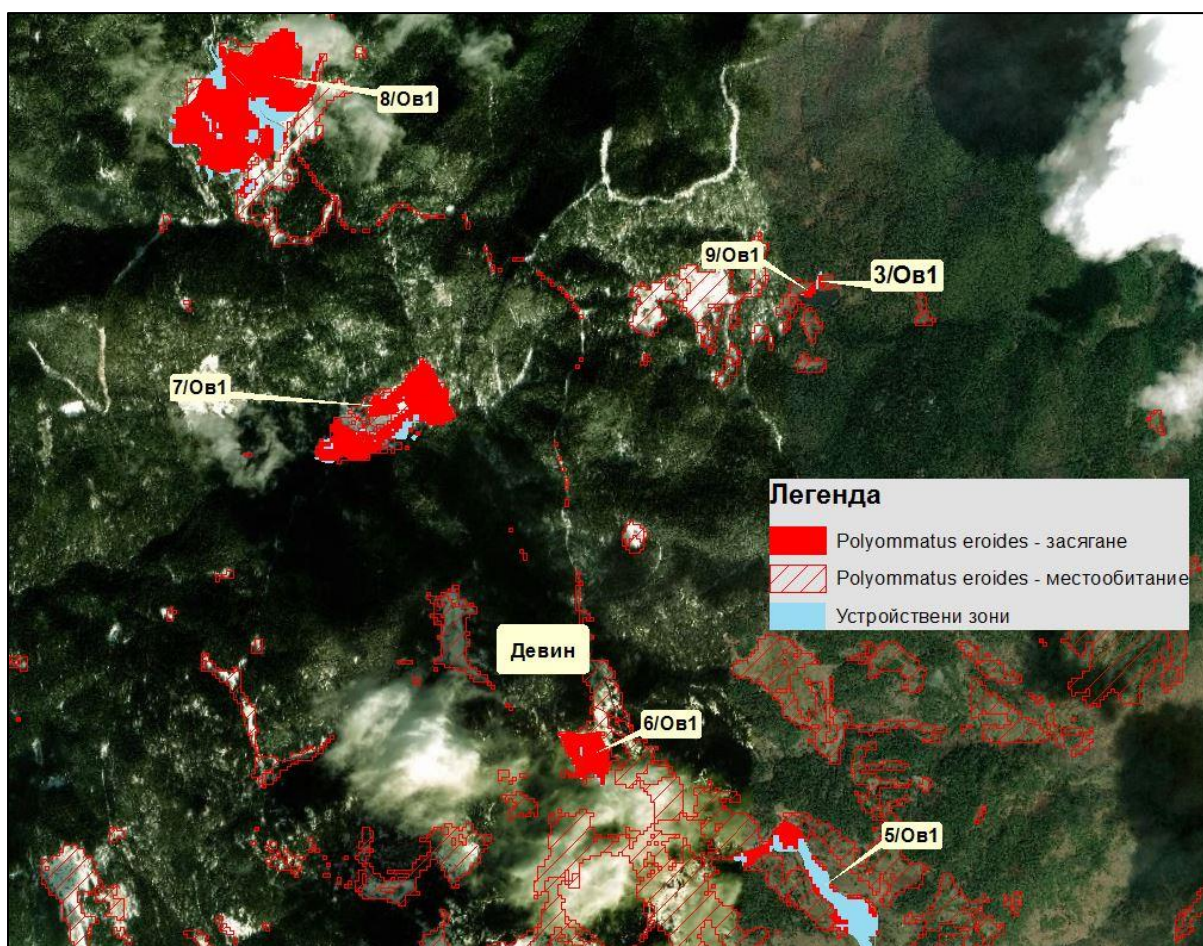 8/Ов1
9/Ов1
3/Ов1
7/Ов1
Легенда
Polyommatus eroides - засягане
Polyommatus eroides - местообитание
Устройствени зони
Девин
6/Ов1
5/Ов1